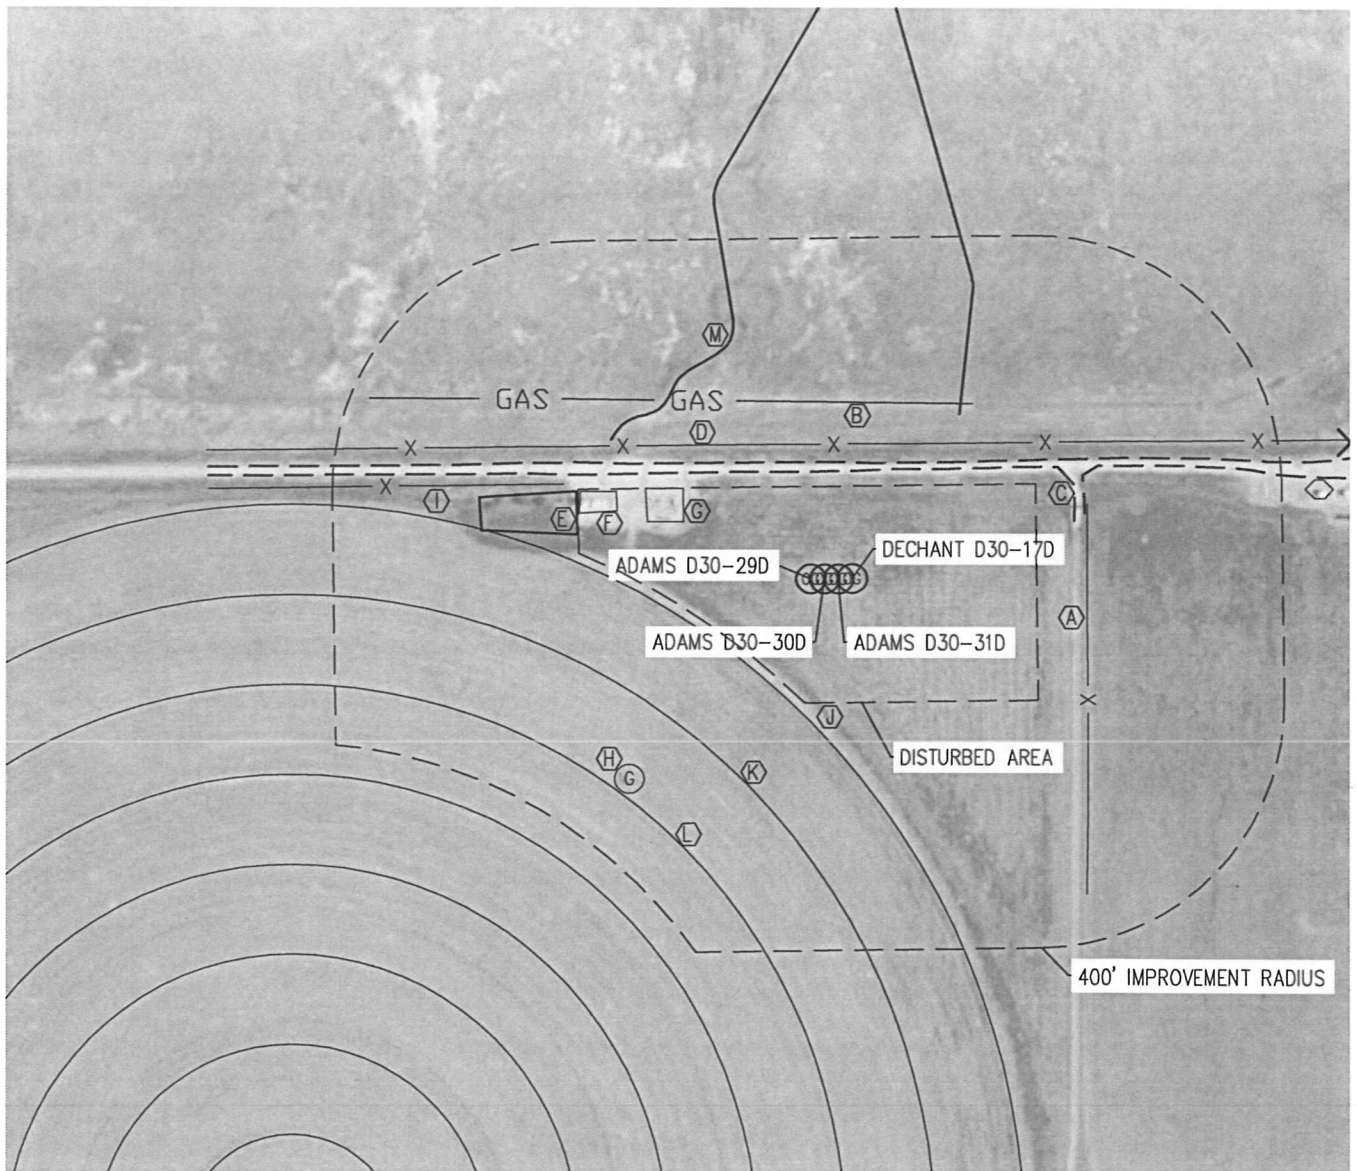 M
GAS GAS
B
D
X X X X X
X
I
E
F
G
C
ADAMS D30-29D
DECHANT D30-17D
A
ADAMS D30-30D
ADAMS D30-31D
X
J
DISTURBED AREA
H
G
K
L
400' IMPROVEMENT RADIUS